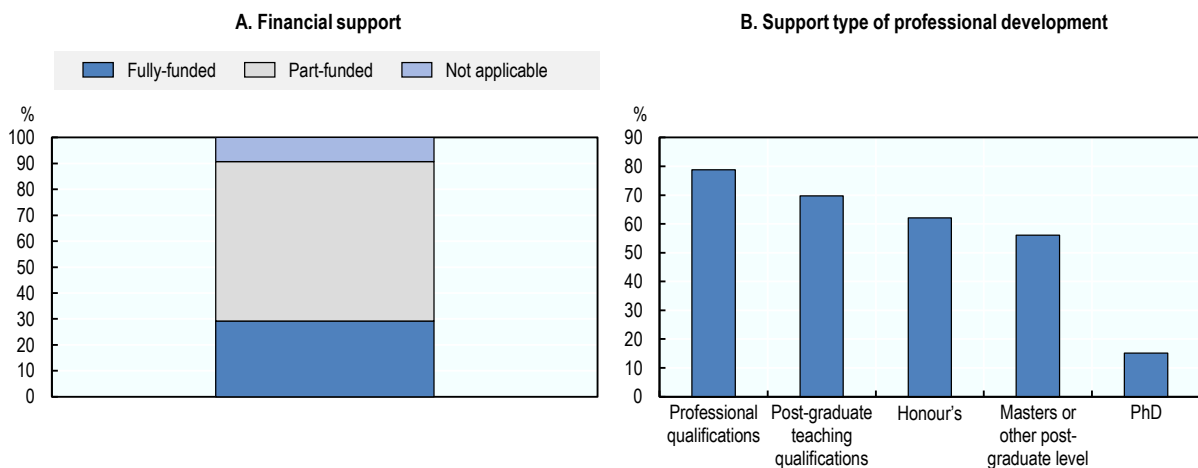 A. Financial support
Fully-funded
Part-funded
Not applicable
%
100
90
80
70
60
50
40
30
20
10
0
B. Support type of professional development
%
90
80
70
60
50
40
30
20
10
0
Professional
qualifications
Post-graduate
teaching
qualifications
Honour's
Masters or
other post-
graduate level
PhD